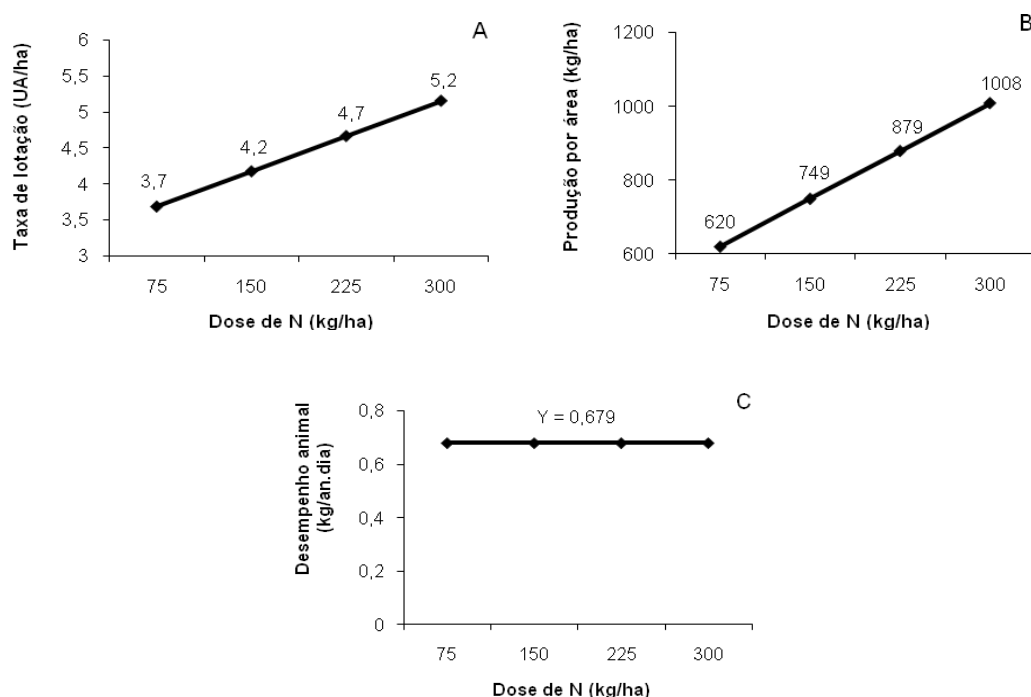 A
Taxa de lotação (UA/ha)
6
5,5
5
4,5
4
3,5
3
3,7
4,2
4,7
5,2
75 150 225 300
Dose de N (kg/ha)
B
Produção por área (kg/ha)
1200
1000
800
600
620
749
879
1008
75 150 225 300
Dose de N (kg/ha)
C
Desempenho animal
(kg/an.dia)
0,8
0,6
0,4
0,2
0
Y = 0,679
75 150 225 300
Dose de N (kg/ha)